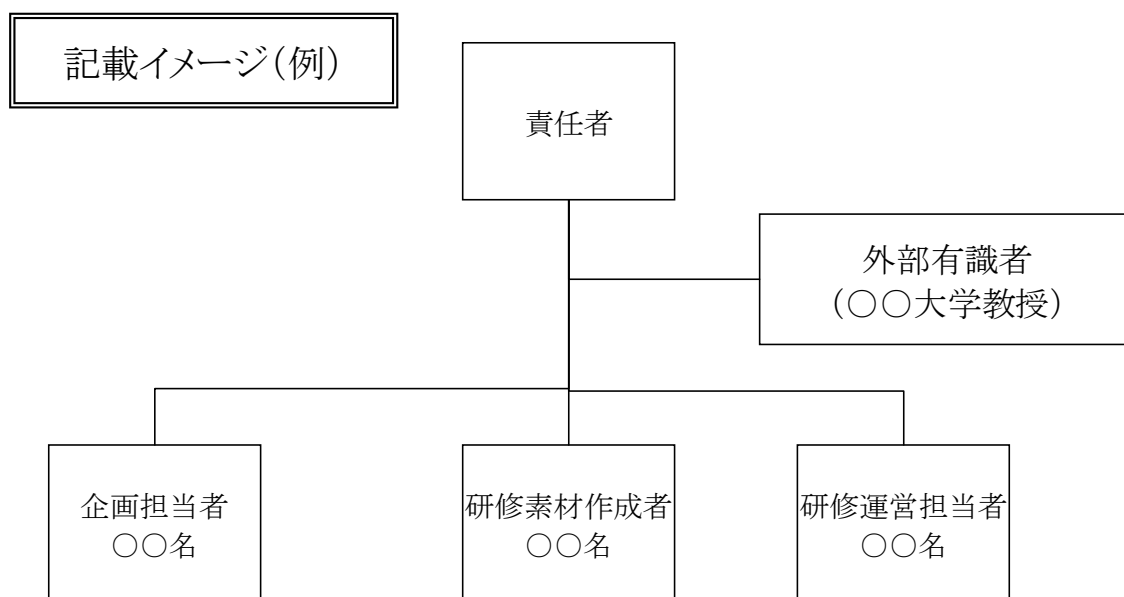 記載イメージ(例)
責任者
外部有識者
(○○大学教授)
企画担当者
○○名
研修素材作成者
○○名
研修運営担当者
○○名